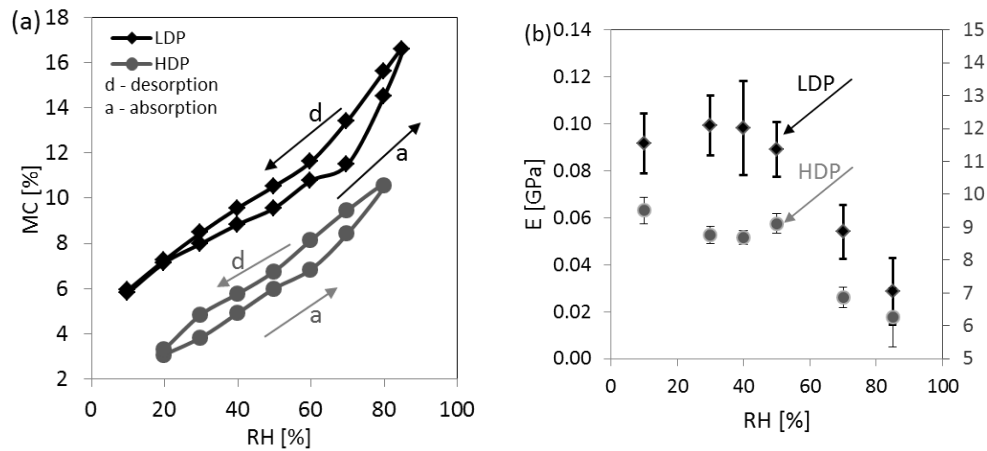 (a)
18
16
14
12
10
8
6
4
2
MC [%]
LDP
HDP
d - desorption
a - absorption
d
a
d
a
0 20 40 60 80 100
RH [%]
(b)
0.14
0.12
0.10
0.08
0.06
0.04
0.02
0.00
E [GPa]
LDP
HDP
15
14
13
12
11
10
9
8
7
6
5
0 20 40 60 80 100
RH [%]